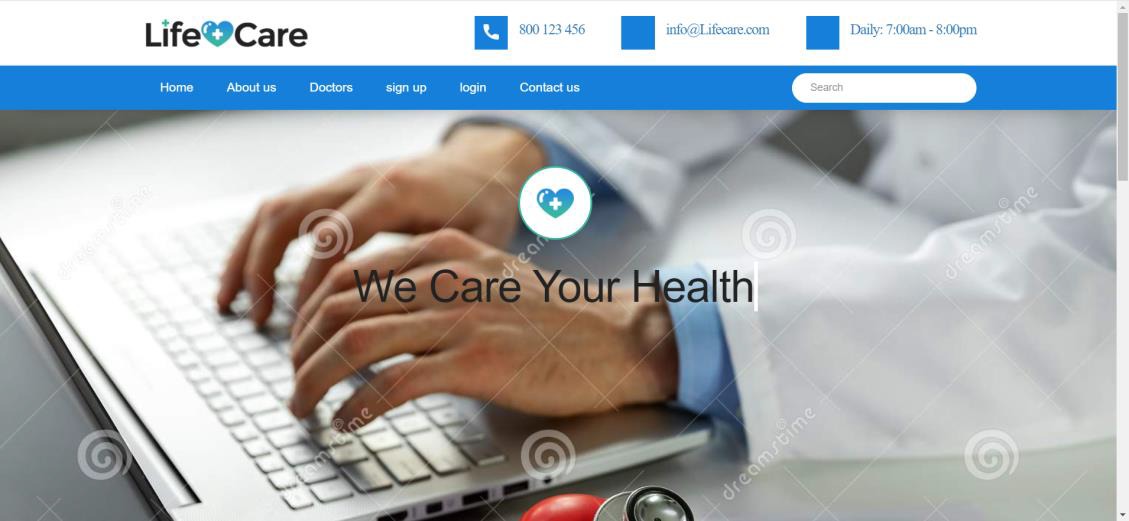 Life Care
800 123 456
info@Lifecare.com
Daily: 7:00am - 8:00pm
Home
About us
Doctors
sign up
login
Contact us
Search
We Care Your Health
dreamstime
dreamstime
dreamstime
dreamstime
dreamstime